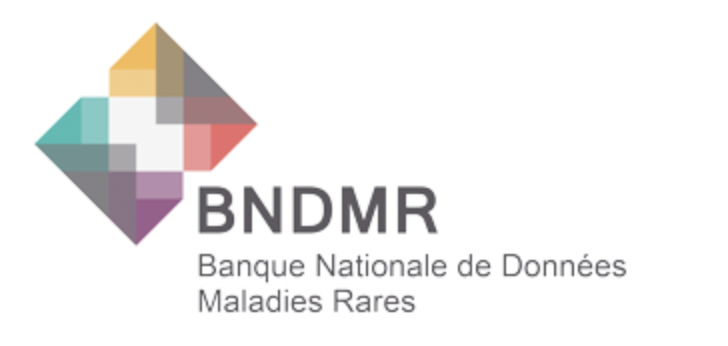 BNDMR
Banque Nationale de Données
Maladies Rares